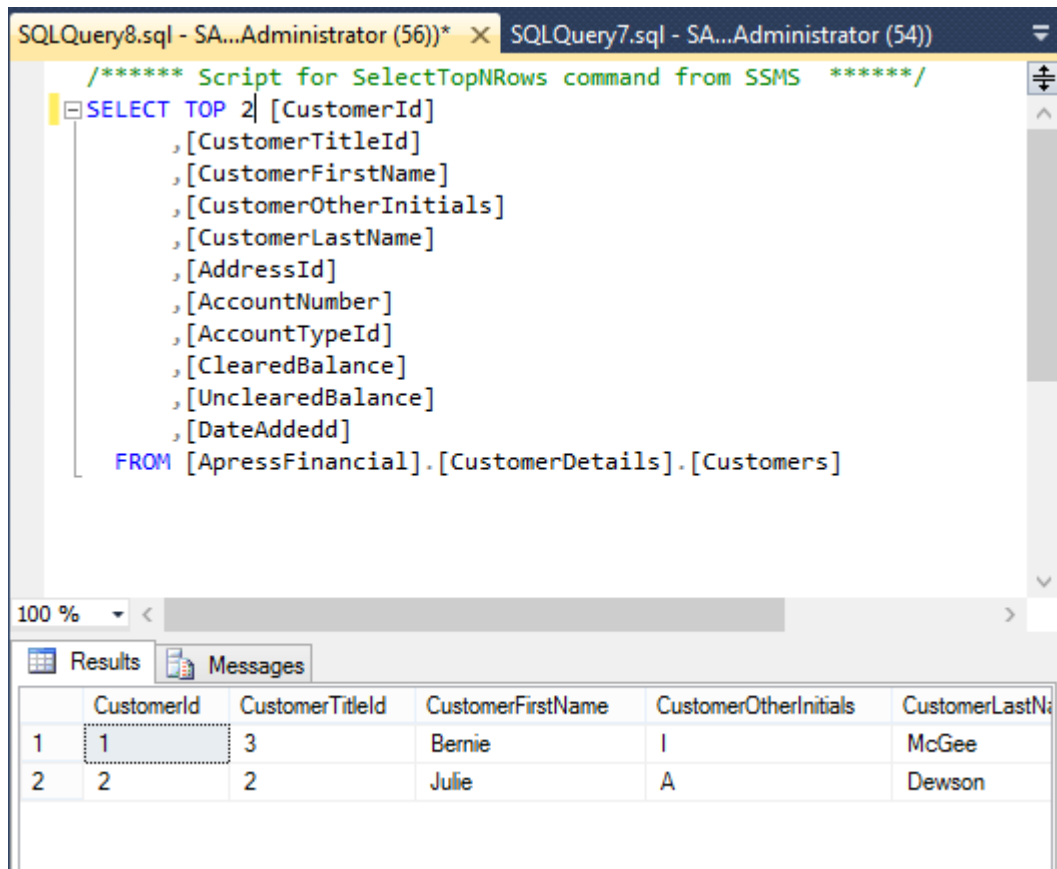 SQLQuery8.sql - SA...Administrator (56))* SQLQuery7.sql - SA...Administrator (54))
/****** Script for SelectTopNRows command from SSMS ******/
SELECT TOP 2 [CustomerId]
,[CustomerTitleId]
,[CustomerFirstName]
,[CustomerOtherInitials]
,[CustomerLastName]
,[AddressId]
,[AccountNumber]
,[AccountTypeId]
,[ClearedBalance]
,[UnclearedBalance]
,[DateAddedd]
FROM [ApressFinancial].[CustomerDetails].[Customers]
100 %
Results Messages
CustomerId CustomerTitleId CustomerFirstName CustomerOtherInitials CustomerLastNa
1 1 3 Bernie I McGee
2 2 2 Julie A Dewson